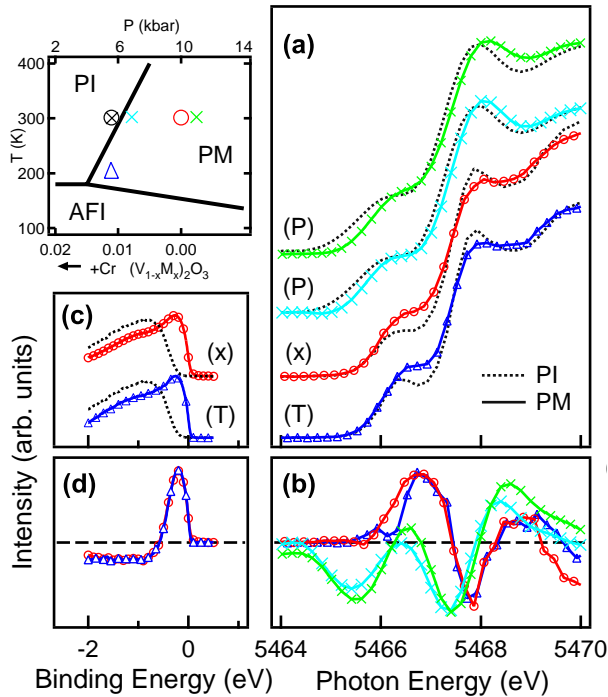 P (kbar)
2 6 10 14
(a)
PI
PM
AFI
T (K)
400
300
200
100
0.02 0.01 0.00
+Cr (V1-xMx)2O3
(P)
(P)
(x)
(T)
PI
PM
(c)
(x)
(T)
Intensity (arb. units)
(d)
(b)
-2 0
Binding Energy (eV)
5464 5466 5468 5470
Photon Energy (eV)